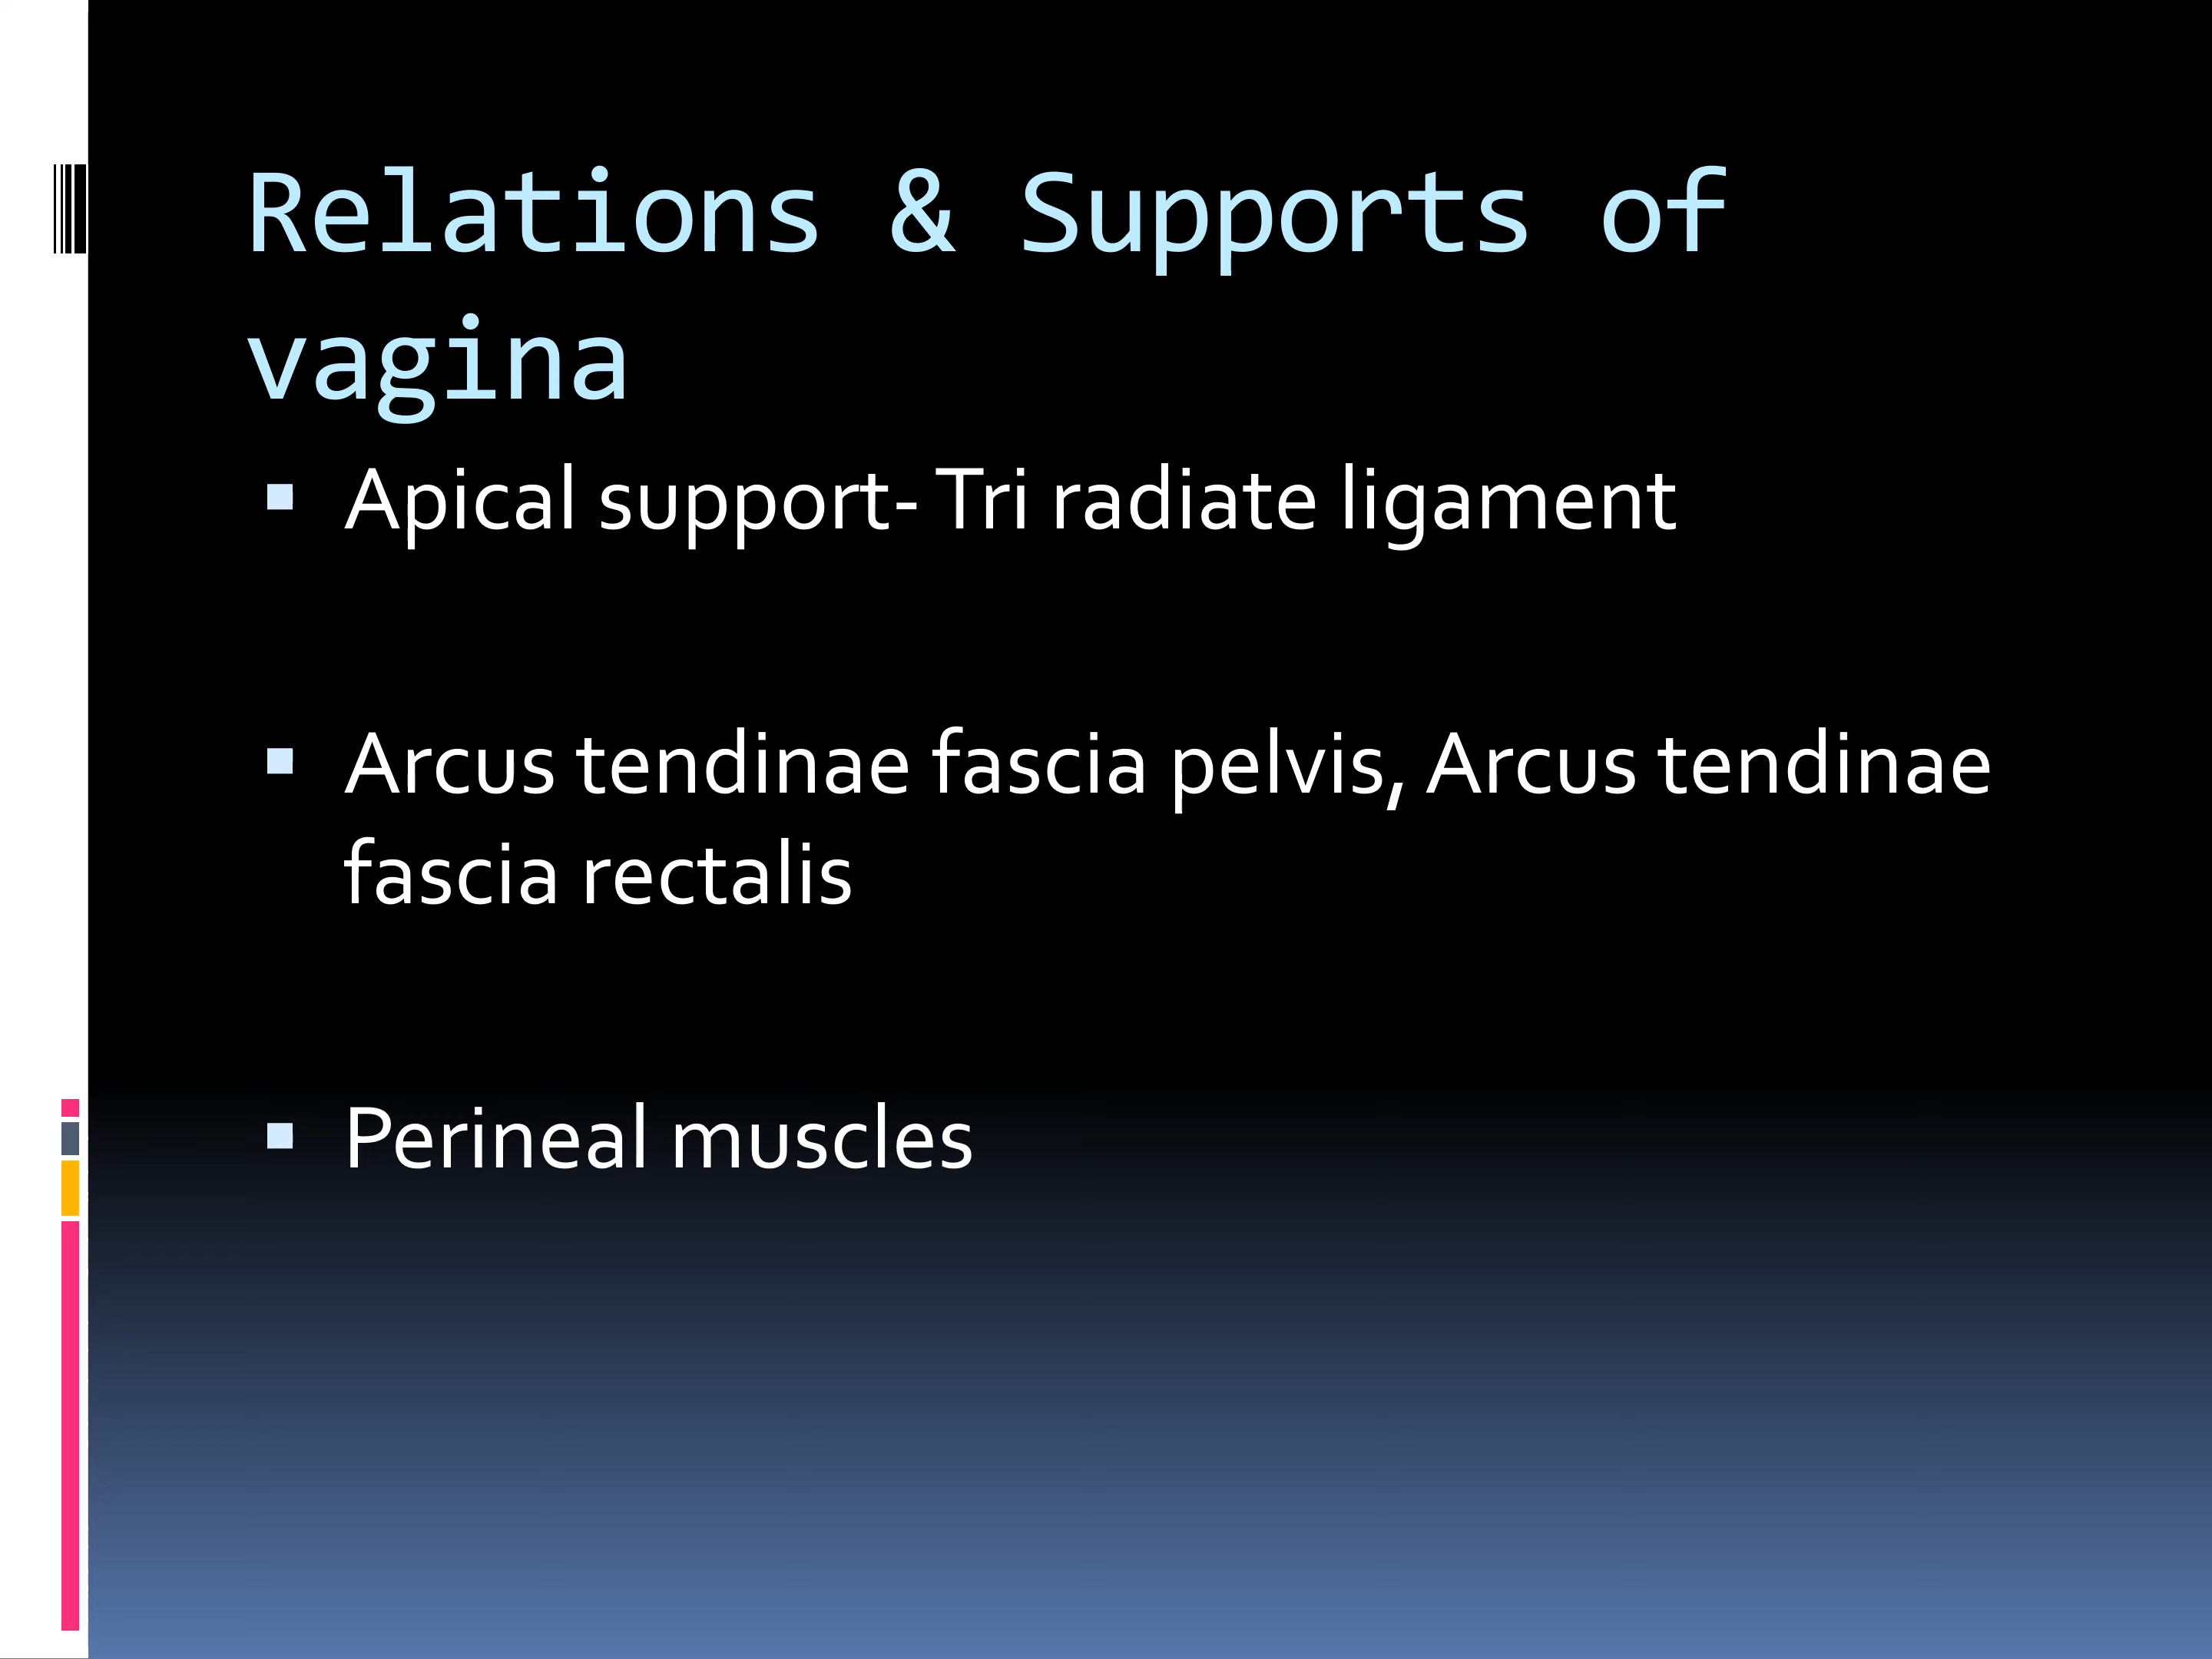 Relations & Supports of
vagina
Apical support- Tri radiate ligament
Arcus tendinae fascia pelvis, Arcus tendinae
fascia rectalis
Perineal muscles